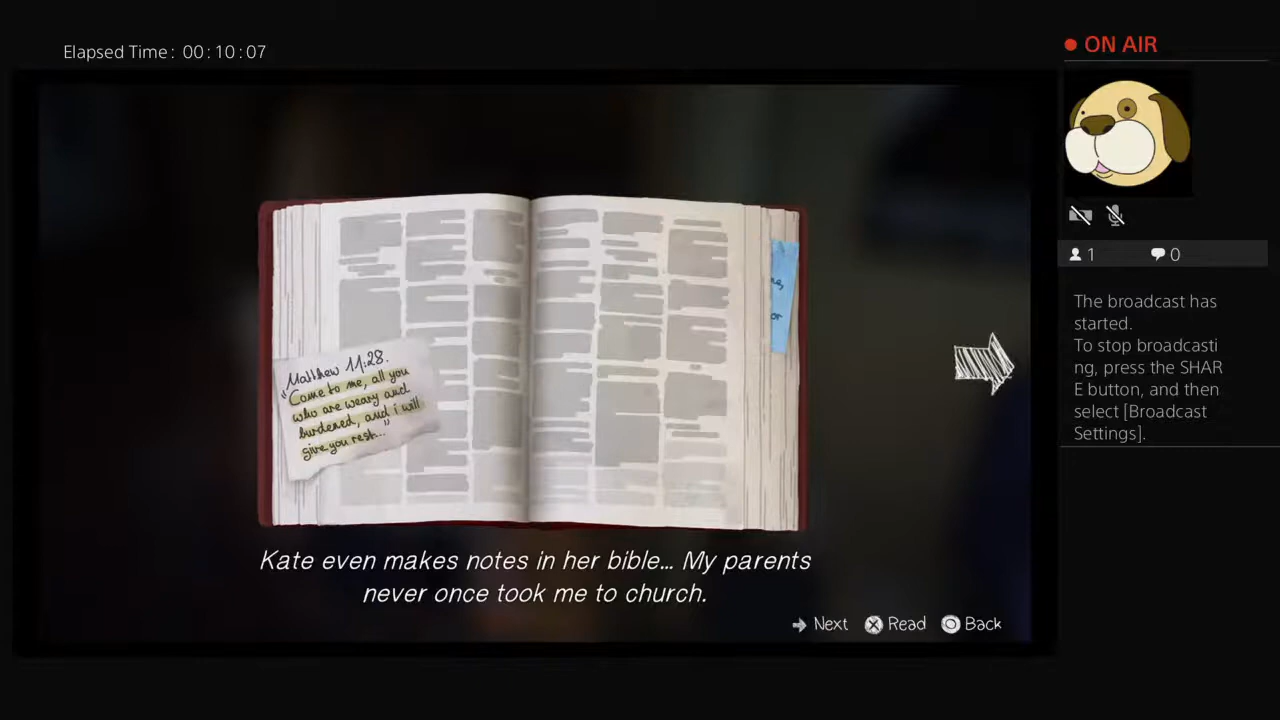 Elapsed Time: 00:10:07
ON AIR
1
0
The broadcast has
started.
To stop broadcasti
ng, press the SHAR
E button, and then
select [Broadcast
Settings].
Matthew 11:28.
"Come to me, all you
who are weary and
burdened, and i will
give you rest..."
or
Kate even makes notes in her bible... My parents
never once took me to church.
Next
Read
Back